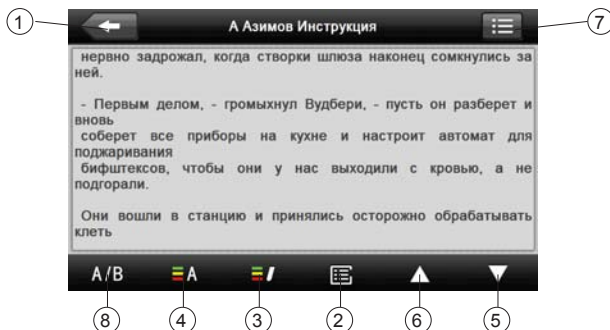 1
А Азимов Инструкция
7
нервно задрожал, когда створки шлюза наконец сомкнулись за
ней.
- Первым делом, - громыхнул Вудбери, - пусть он разберет и
вновь
соберет все приборы на кухне и настроит автомат для
поджаривания
бифштексов, чтобы они у нас выходили с кровью, а не
подгорали.
Они вошли в станцию и принялись осторожно обрабатывать
клеть
A/B
A
8
4
3
2
6
5